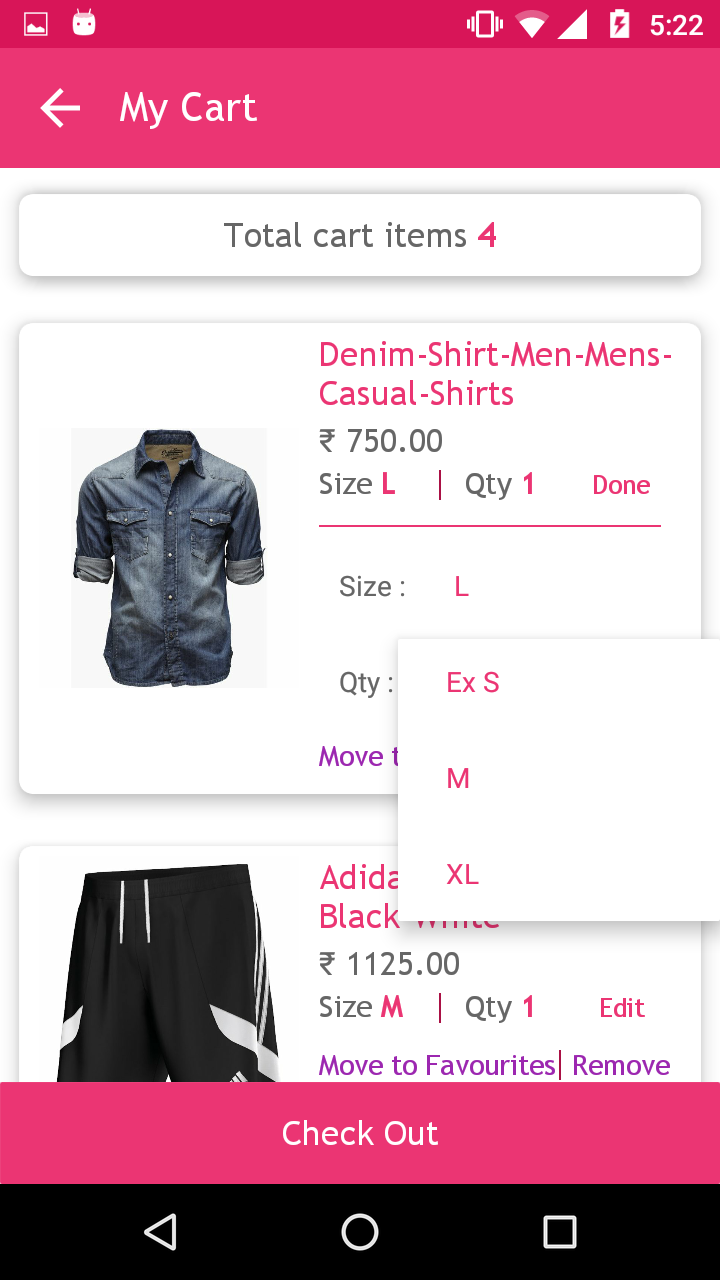 5:22
My Cart
Total cart items 4
Denim-Shirt-Men-Mens-
Casual-Shirts
₹ 750.00
Size L | Qty 1 Done
Size : L
Qty :
Ex S
Move t
M
XL
Adida
Black
₹ 1125.00
Size M | Qty 1 Edit
Move to Favourites| Remove
Check Out